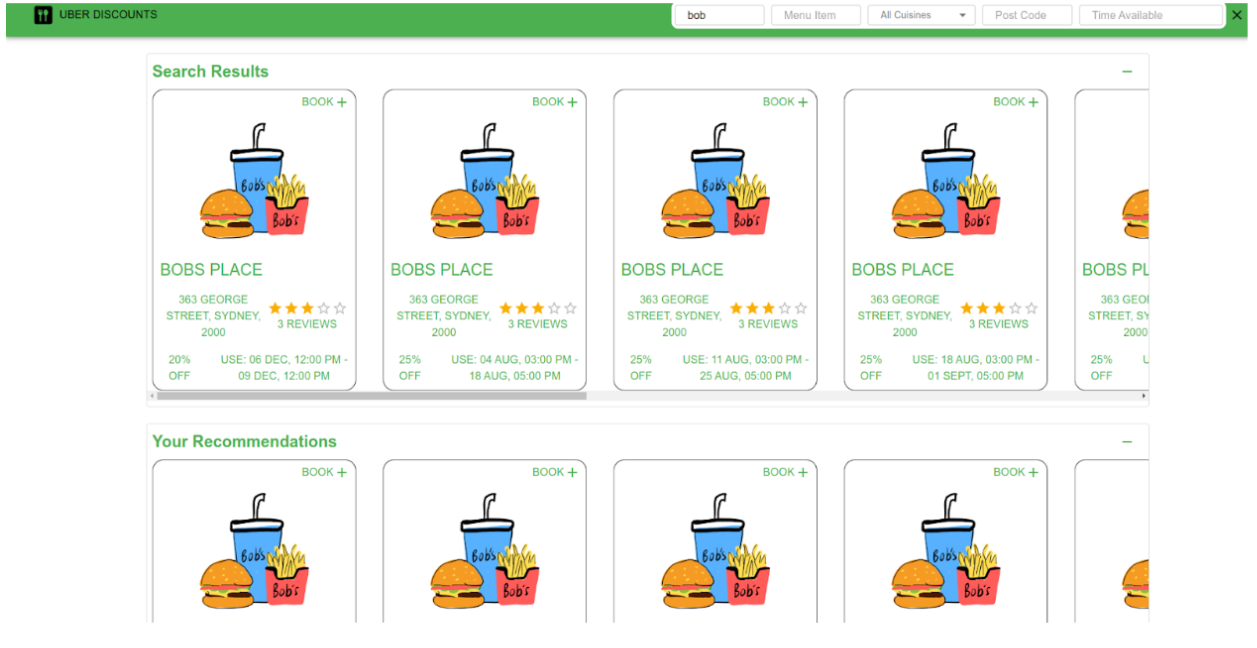 UBER DISCOUNTS
bob
Menu Item
All Cuisines
Post Code
Time Available
Search Results
BOOK +
BOOK +
BOOK +
BOOK +
Bob's
Bob's
Bob's
Bob's
Bob's
Bob's
Bob's
Bob's
BOBS PLACE
BOBS PLACE
BOBS PLACE
BOBS PLACE
BOBS PL
363 GEORGE
STREET, SYDNEY,
2000
3 REVIEWS
363 GEORGE
STREET, SYDNEY,
2000
3 REVIEWS
363 GEORGE
STREET, SYDNEY,
2000
3 REVIEWS
363 GEORGE
STREET, SYDNEY,
2000
3 REVIEWS
363 GEO
STREET, SY
2000
20%
OFF
USE: 06 DEC, 12:00 PM -
09 DEC, 12:00 PM
25%
OFF
USE: 04 AUG, 03:00 PM -
18 AUG, 05:00 PM
25%
OFF
USE: 11 AUG, 03:00 PM -
25 AUG, 05:00 PM
25%
OFF
USE: 18 AUG, 03:00 PM -
01 SEPT, 05:00 PM
25%
OFF
Your Recommendations
BOOK +
BOOK +
BOOK +
BOOK +
Bob's
Bob's
Bob's
Bob's
Bob's
Bob's
Bob's
Bob's